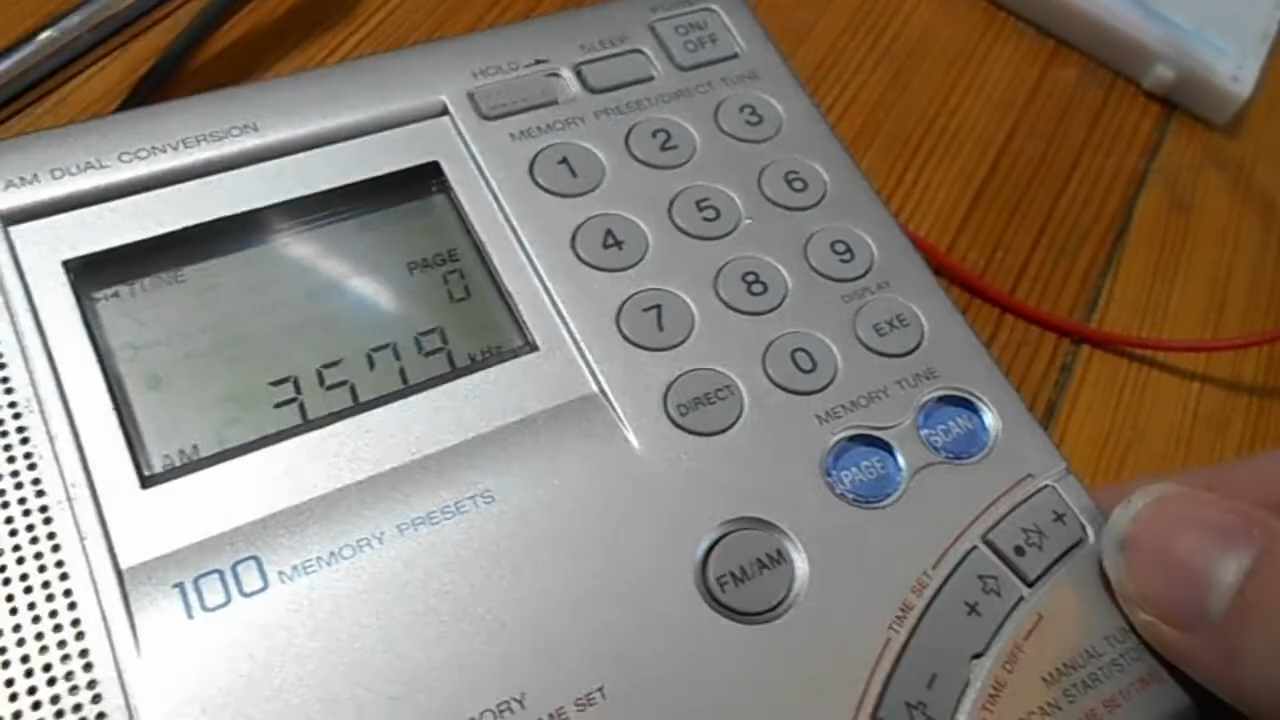 AM DUAL CONVERSION
HOLD
SLEEP
ON/
OFF
MEMORY PRESET/DIRECT TUNE
1
2
3
4
5
6
7
8
9
0
DIRECT
DISPLAY
EXE
TUNE
PAGE
0
3579 kHz
AM
MEMORY TUNE
PAGE
SCAN
100 MEMORY PRESETS
FM/AM
TIME SET
+
+
-
TIME DIFF
MANUAL
SCAN START